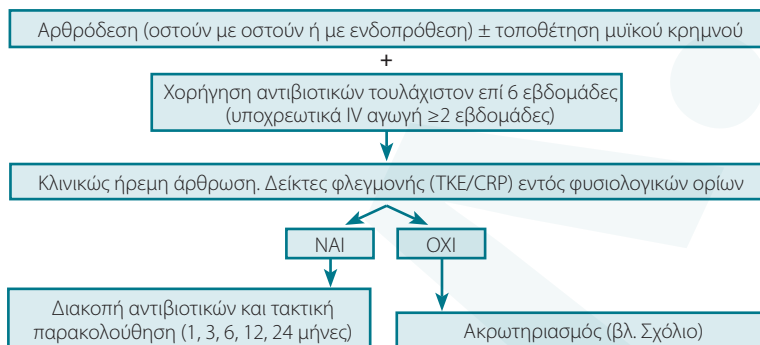 Αρθρόδεση (οστούν με οστούν ή με ενδοπρόθεση) ± τοποθέτηση μυϊκού κρημνού
+
Χορήγηση αντιβιοτικών τουλάχιστον επί 6 εβδομάδες
(υποχρεωτικά IV αγωγή ≥2 εβδομάδες)
Κλινικώς ήρεμη άρθρωση. Δείκτες φλεγμονής (ΤΚΕ/CRP) εντός φυσιολογικών ορίων
ΝΑΙ
ΟΧΙ
Διακοπή αντιβιοτικών και τακτική
παρακολούθηση (1, 3, 6, 12, 24 μήνες)
Ακρωτηριασμός (βλ. Σχόλιο)